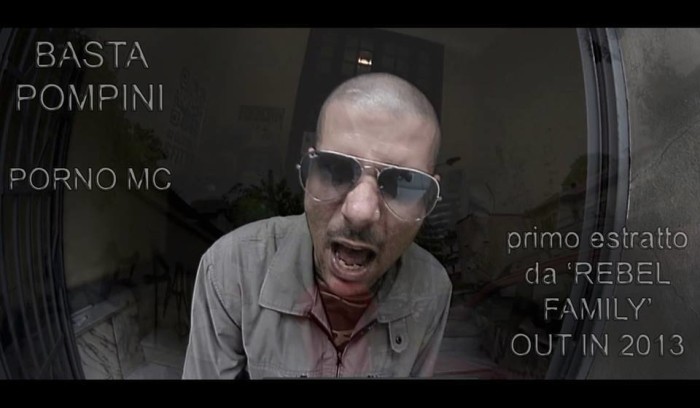 BASTA
POMPINI
PORNO MC
primo estratto
da ‘REBEL
FAMILY’
OUT IN 2013